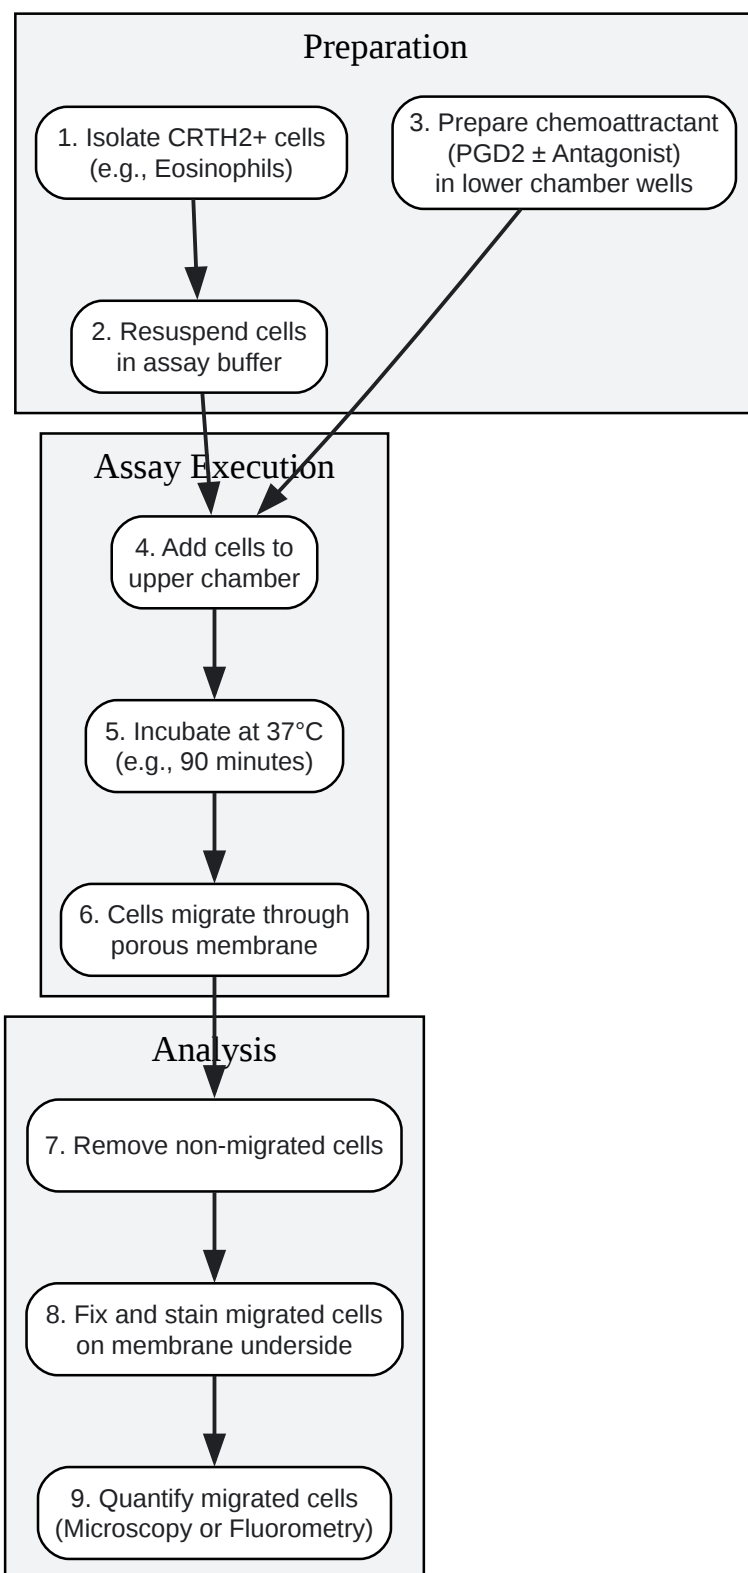 Preparation
1. Isolate CRTH2+ cells
(e.g., Eosinophils)
3. Prepare chemoattractant
(PGD2 ± Antagonist)
in lower chamber wells
2. Resuspend cells
in assay buffer
Assay Execution
4. Add cells to
upper chamber
5. Incubate at 37°C
(e.g., 90 minutes)
6. Cells migrate through
porous membrane
Analysis
7. Remove non-migrated cells
8. Fix and stain migrated cells
on membrane underside
9. Quantify migrated cells
(Microscopy or Fluorometry)